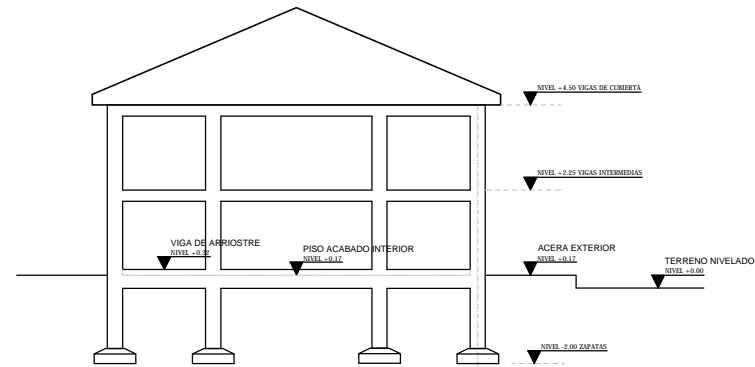 NIVEL +4.50 VIGAS DE CUBIERTA
NIVEL +2.25 VIGAS INTERMEDIAS
VIGA DE ARRIOSTRE
NIVEL +0.32
PISO ACABADO INTERIOR
NIVEL +0.17
ACERA EXTERIOR
NIVEL +0.17
TERRENO NIVELADO
NIVEL +0.00
NIVEL -2.00 ZAPATAS